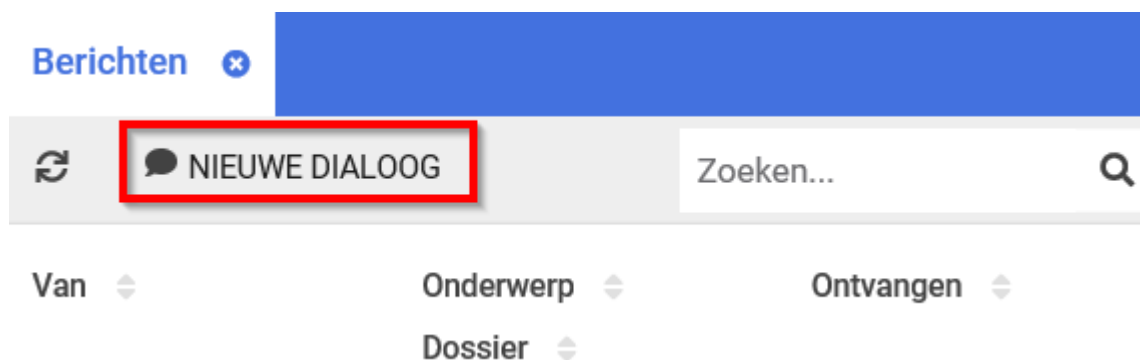 Berichten
NIEUWE DIALOOG
Zoeken...
Van Onderwerp Ontvangen
Dossier